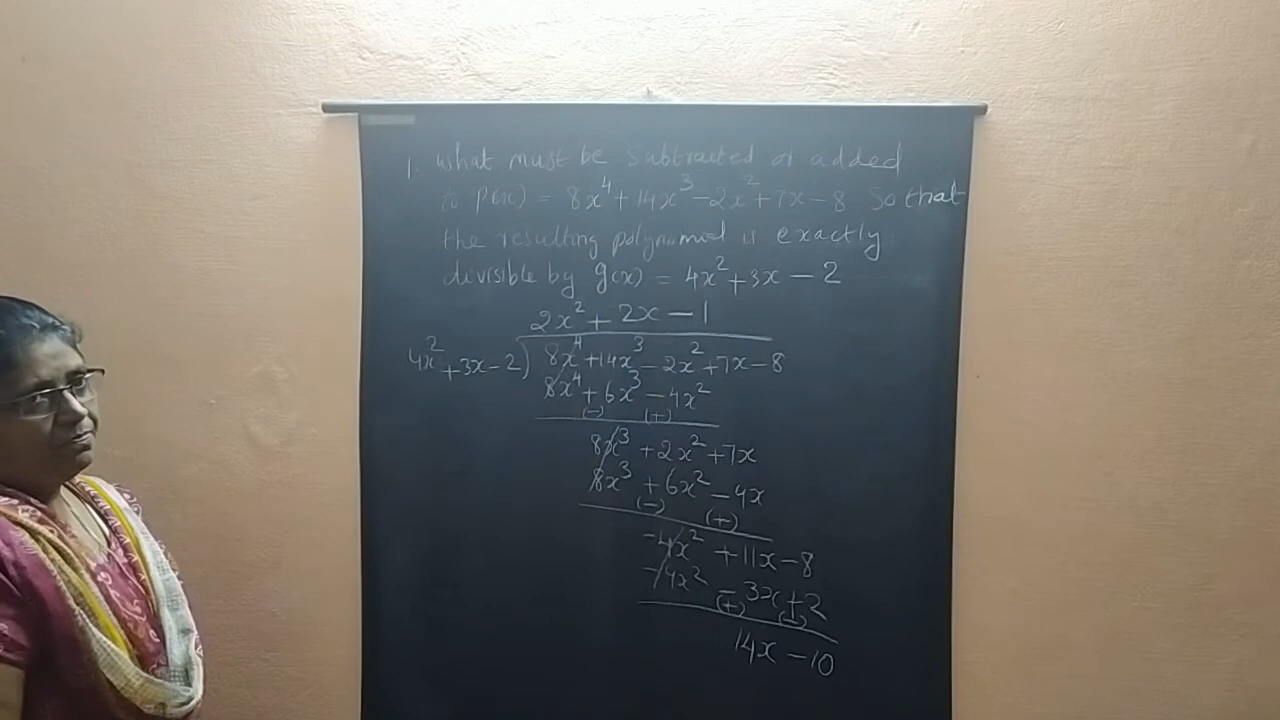 1. What must be subtracted or added
to p(x) = 8x⁴ + 14x³ - 2x² + 7x - 8 So that
the resulting polynomial is exactly
divisible by g(x) = 4x² + 3x - 2
2x² + 2x - 1
4x² + 3x - 2 ) 8x⁴ + 14x³ - 2x² + 7x - 8
8x⁴ + 6x³ - 4x²
(-) (+)
8x³ + 2x² + 7x
8x³ + 6x² - 4x
(-) (+)
-4x² + 11x - 8
-4x² - 3x + 2
(+) (-)
14x - 10